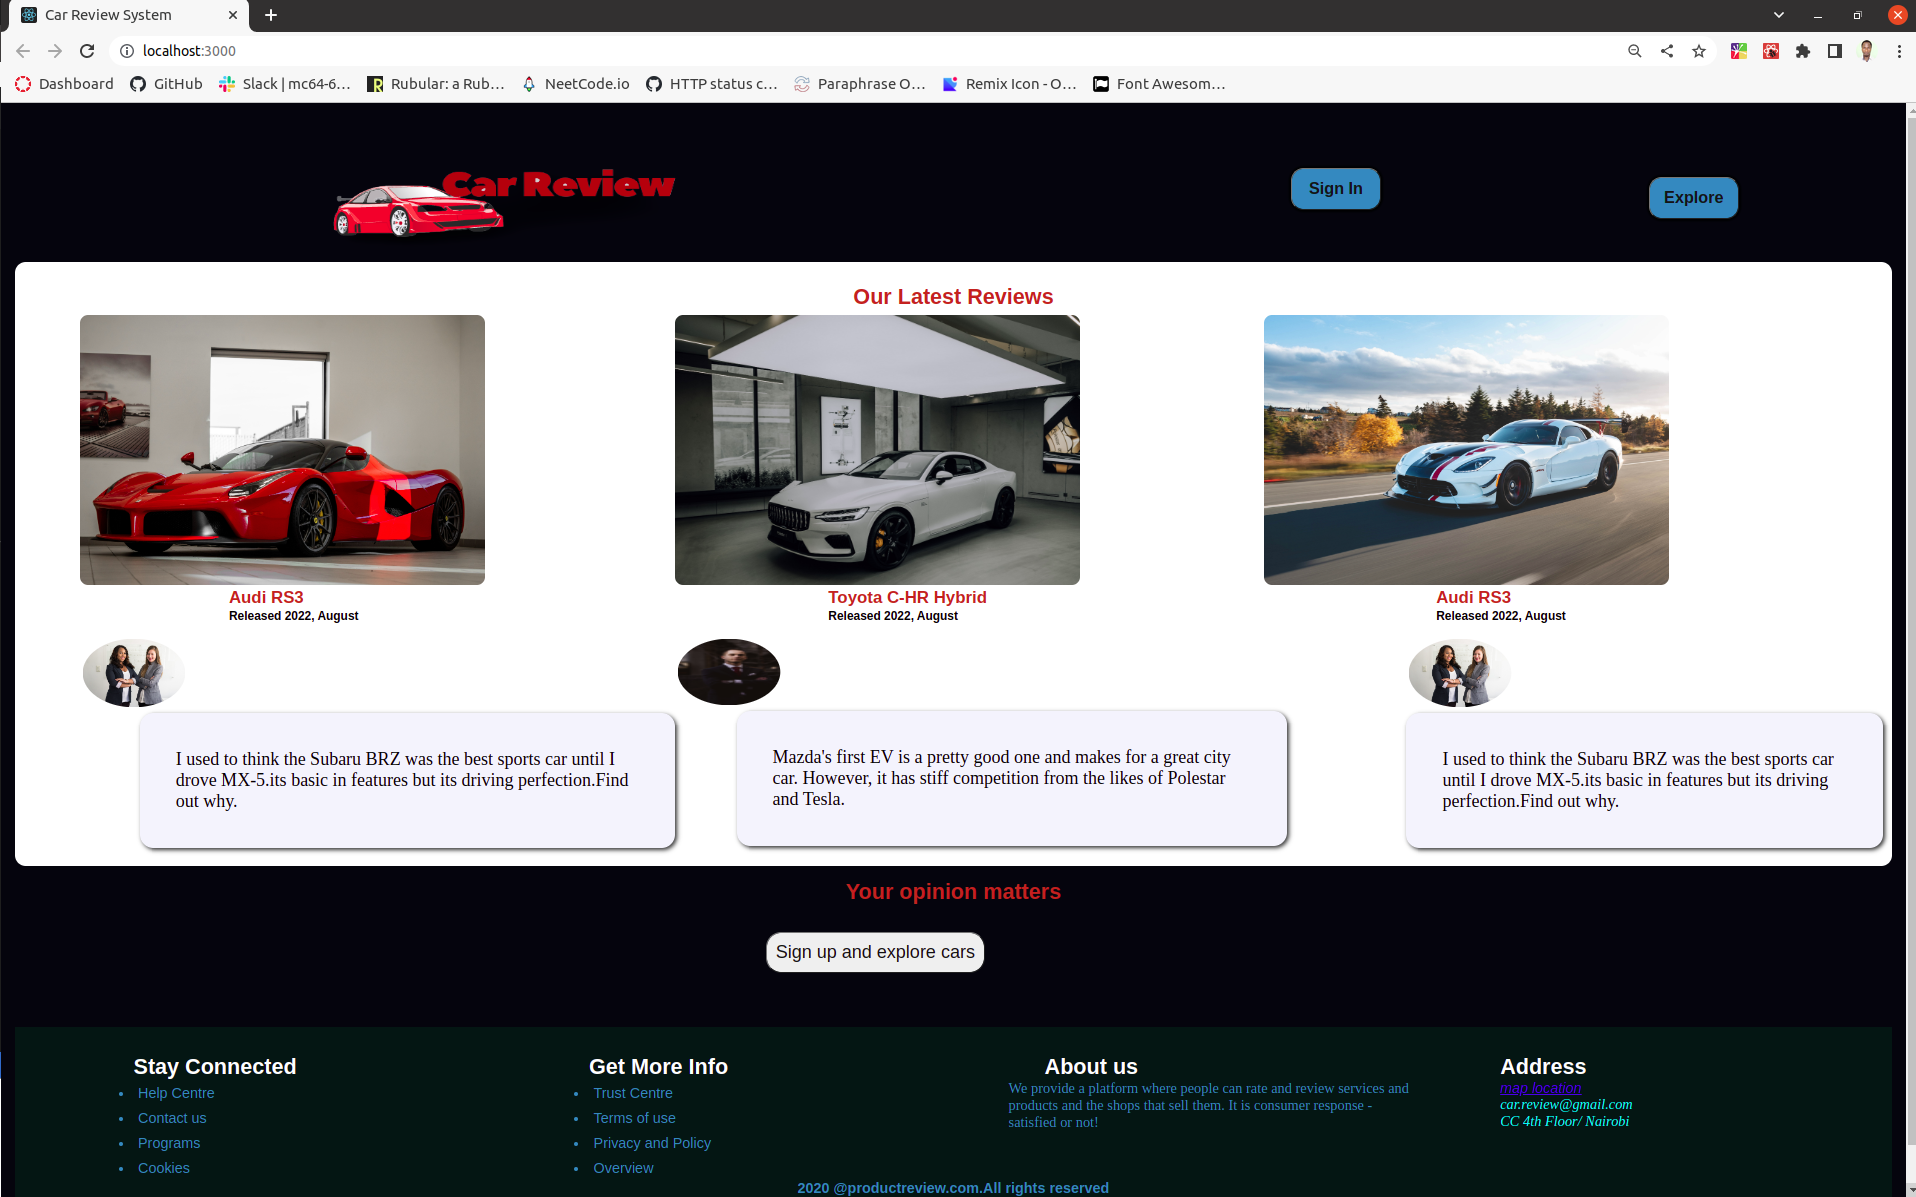 Car Review System
localhost:3000
Dashboard
GitHub
Slack | mc64-6...
Rubular: a Rub...
NeetCode.io
HTTP status c...
Paraphrase O...
Remix Icon - O...
Font Awesom...
Car Review
Sign In
Explore
Our Latest Reviews
Audi RS3
Released 2022, August
Toyota C-HR Hybrid
Released 2022, August
Audi RS3
Released 2022, August
I used to think the Subaru BRZ was the best sports car until I
drove MX-5.its basic in features but its driving perfection.Find
out why.
Mazda's first EV is a pretty good one and makes for a great city
car. However, it has stiff competition from the likes of Polestar
and Tesla.
I used to think the Subaru BRZ was the best sports car
until I drove MX-5.its basic in features but its driving
perfection.Find out why.
Your opinion matters
Sign up and explore cars
Stay Connected
Help Centre
Contact us
Programs
Cookies
Get More Info
Trust Centre
Terms of use
Privacy and Policy
Overview
About us
We provide a platform where people can rate and review services and
products and the shops that sell them. It is consumer response -
satisfied or not!
Address
map location
car.review@gmail.com
CC 4th Floor/ Nairobi
2020 @productreview.com.All rights reserved